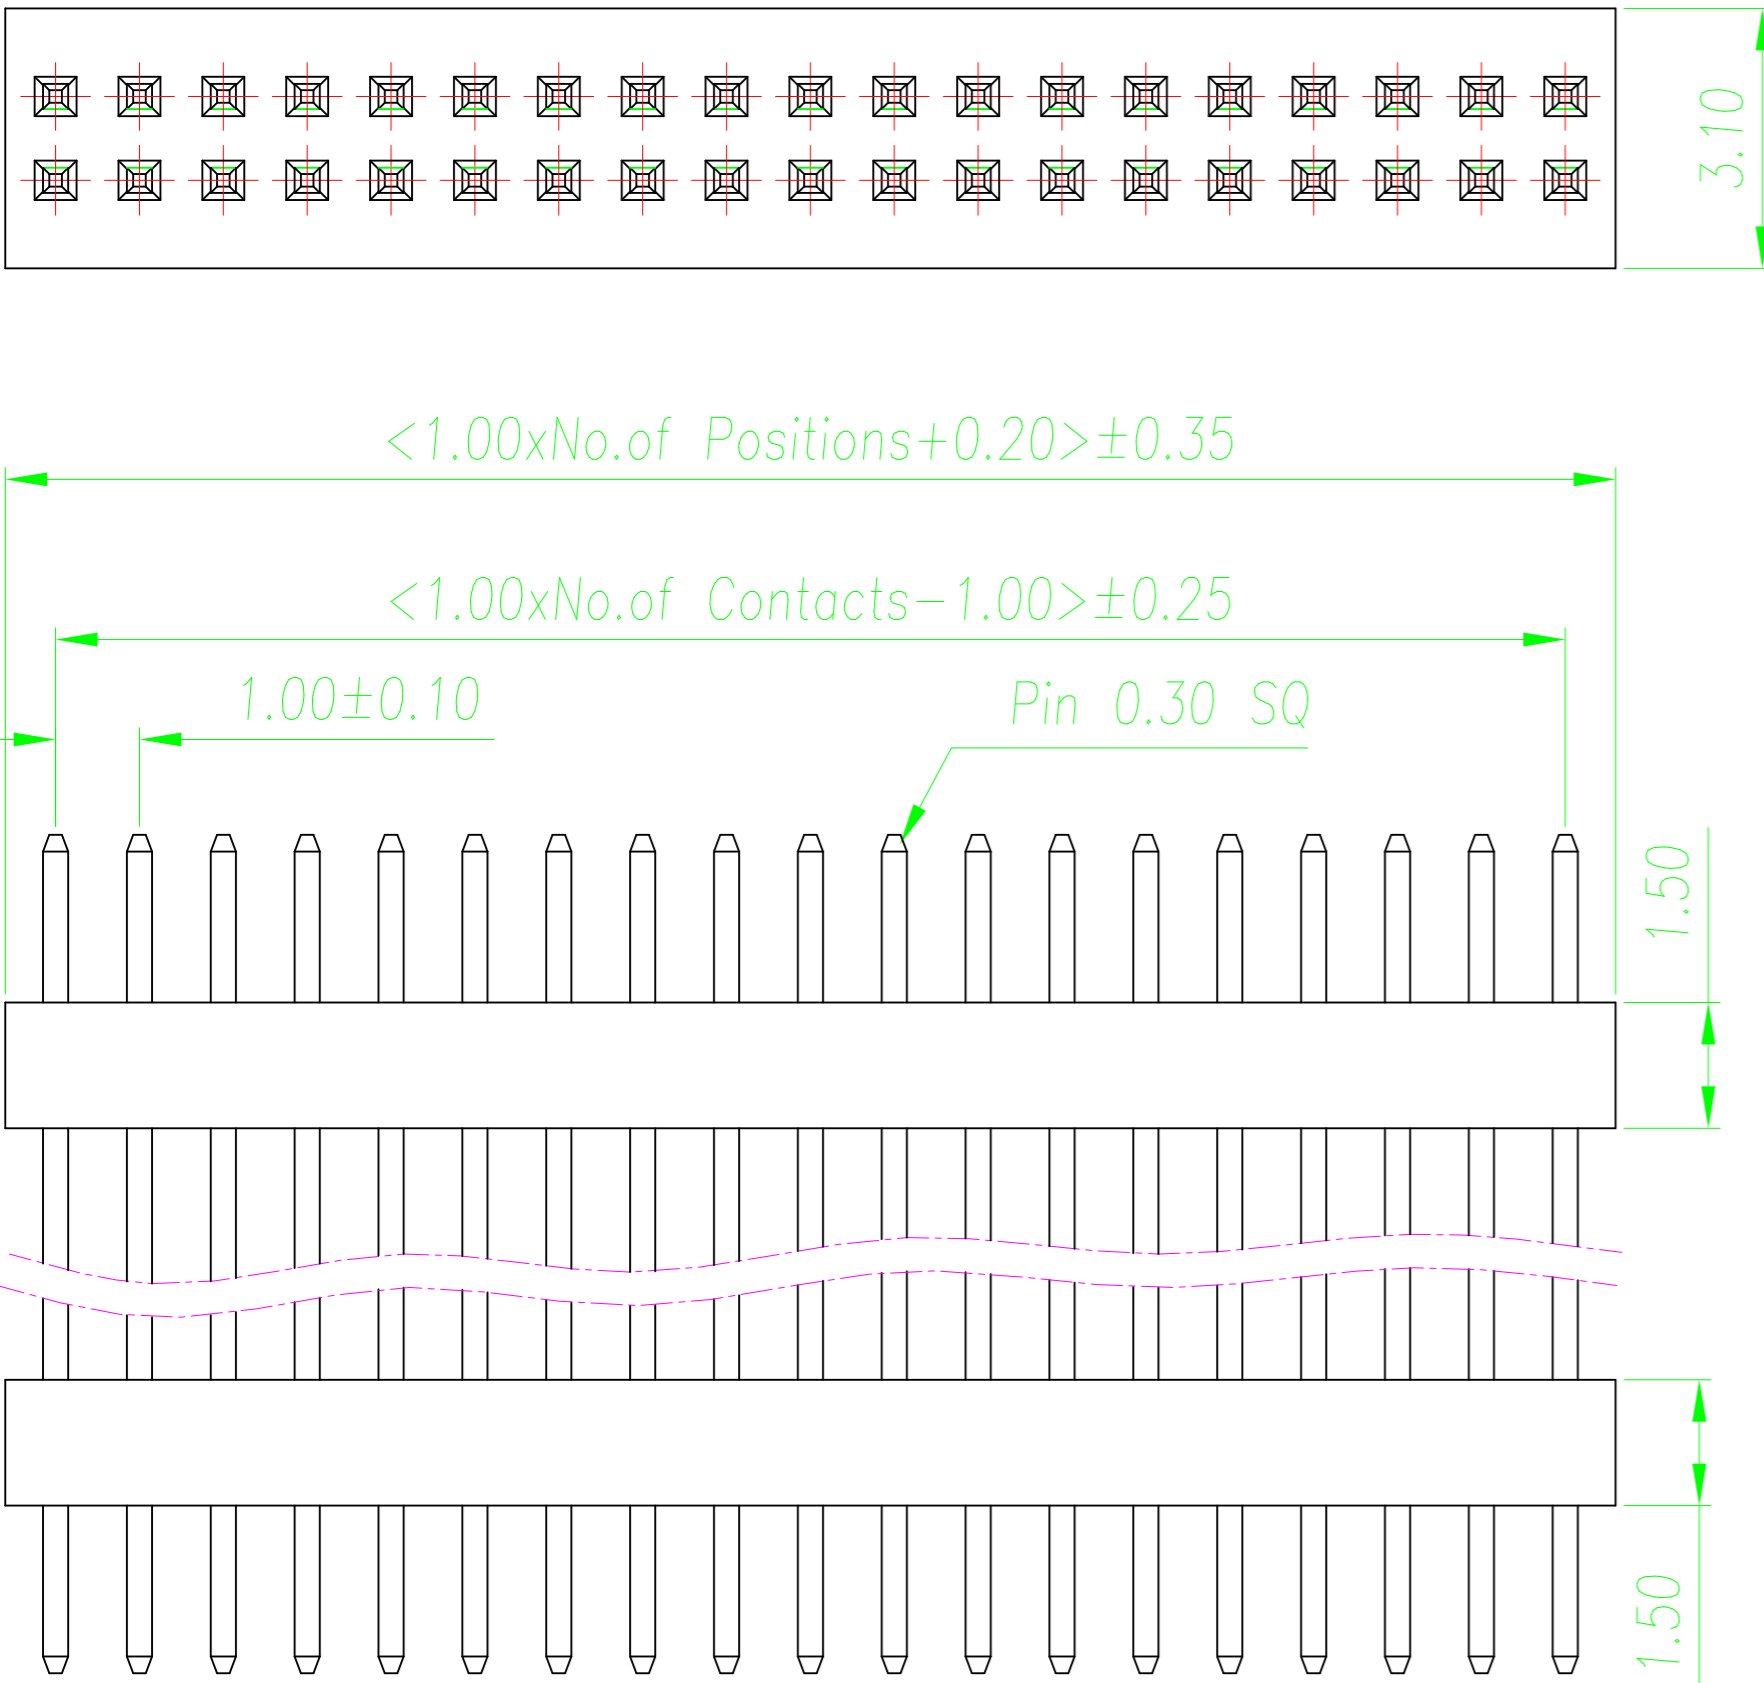 3.10
<1.00xNo.of Positions+0.20>±0.35
<1.00xNo.of Contacts-1.00>±0.25
1.00±0.10
Pin 0.30 SQ
1.50
1.50